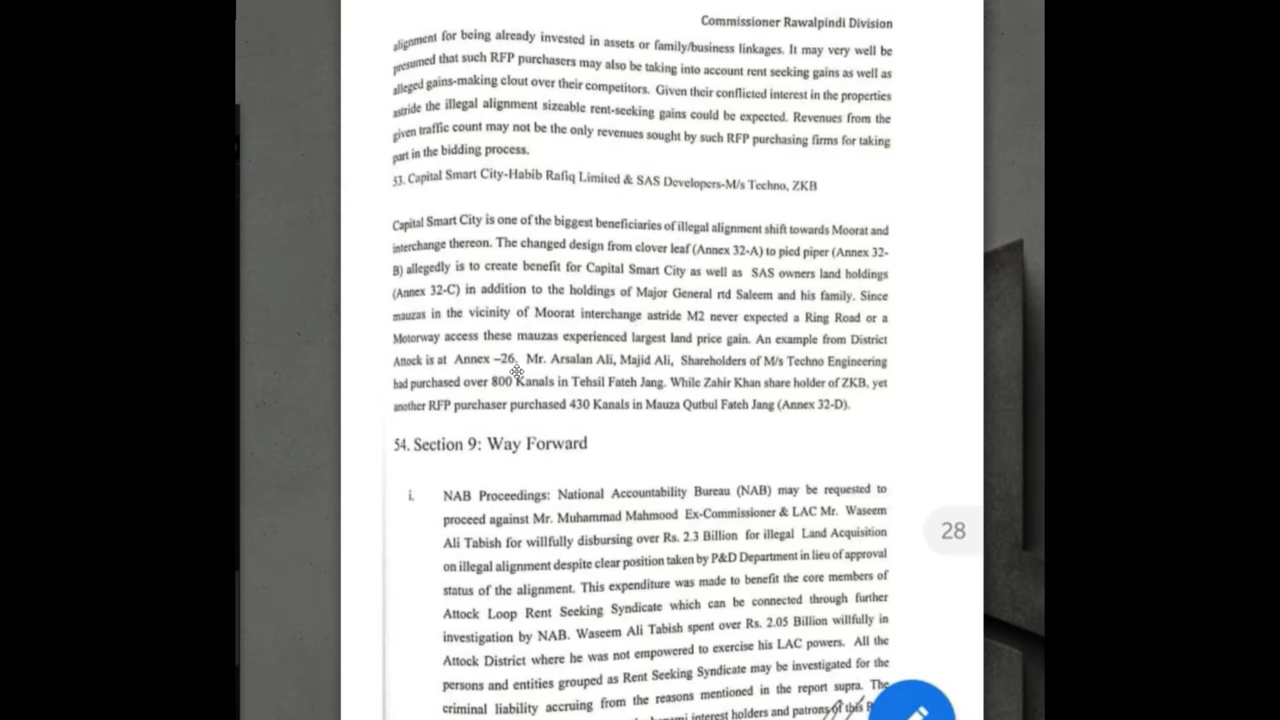 Commissioner Rawalpindi Division
alignment for being already invested in assets or family/business linkages. It may very well be
presumed that such RFP purchasers may also be taking into account rent seeking gains as well as
alleged gains-making clout over their competitors. Given their conflicted interest in the properties
astride the illegal alignment sizeable rent-seeking gains could be expected. Revenues from the
given traffic count may not be the only revenues sought by such RFP purchasing firms for taking
part in the bidding process.
53. Capital Smart City-Habib Rafiq Limited & SAS Developers-M/s Techno, ZKB
Capital Smart City is one of the biggest beneficiaries of illegal alignment shift towards Moorat and
interchange thereon. The changed design from clover leaf (Annex 32-A) to pied piper (Annex 32-
B) allegedly is to create benefit for Capital Smart City as well as SAS owners land holdings
(Annex 32-C) in addition to the holdings of Major General rtd Saleem and his family. Since
mauzas in the vicinity of Moorat interchange astride M2 never expected a Ring Road or a
Motorway access these mauzas experienced largest land price gain. An example from District
Attock is at Annex –26. Mr. Arsalan Ali, Majid Ali, Shareholders of M/s Techno Engineering
had purchased over 800 Kanals in Tehsil Fateh Jang. While Zahir Khan share holder of ZKB, yet
another RFP purchaser purchased 430 Kanals in Mauza Qutbul Fateh Jang (Annex 32-D).
54. Section 9: Way Forward
i. NAB Proceedings: National Accountability Bureau (NAB) may be requested to
proceed against Mr. Muhammad Mahmood Ex-Commissioner & LAC Mr. Waseem
Ali Tabish for willfully disbursing over Rs. 2.3 Billion for illegal Land Acquisition
on illegal alignment despite clear position taken by P&D Department in lieu of approval
status of the alignment. This expenditure was made to benefit the core members of
Attock Loop Rent Seeking Syndicate which can be connected through further
investigation by NAB. Waseem Ali Tabish spent over Rs. 2.05 Billion willfully in
Attock District where he was not empowered to exercise his LAC powers. All the
persons and entities grouped as Rent Seeking Syndicate may be investigated for the
criminal liability accruing from the reasons mentioned in the report supra. The
interest holders and patrons of this
28